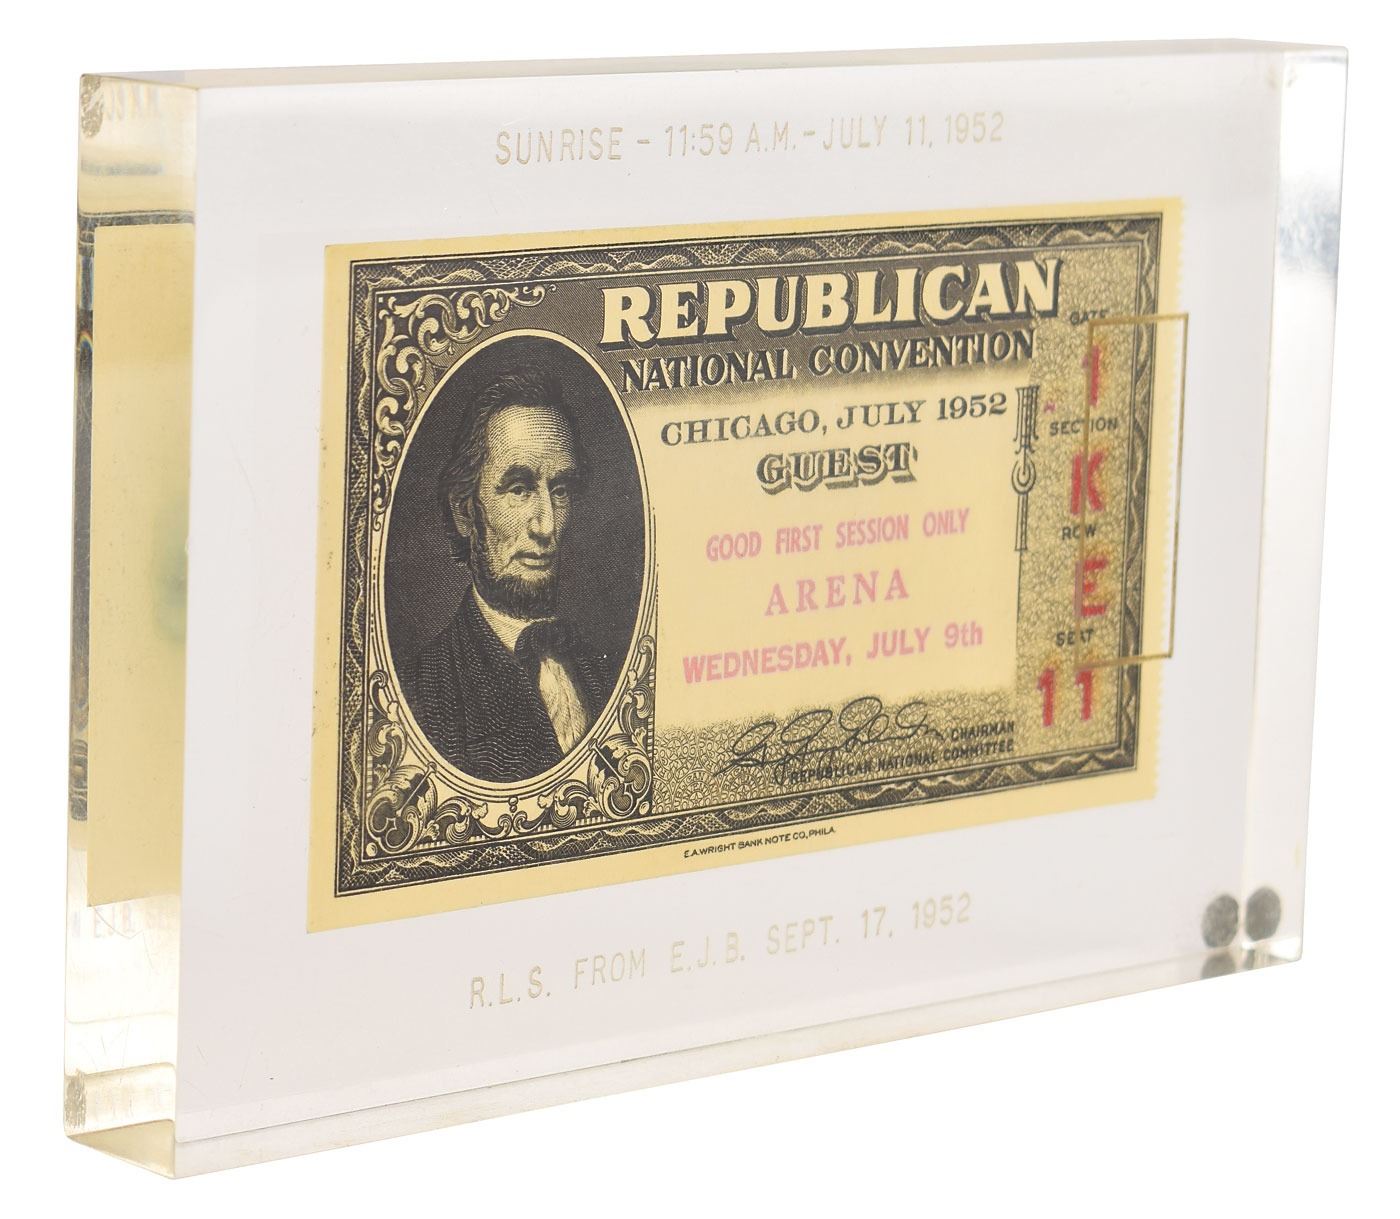 SUNRISE - 11:59 A.M. - JULY 11, 1952
REPUBLICAN
NATIONAL CONVENTION
CHICAGO, JULY 1952
GUEST
GOOD FIRST SESSION ONLY
ARENA
WEDNESDAY, JULY 9th
GATE
1
SECTION
K
ROW
E
SEAT
11
CHAIRMAN
REPUBLICAN NATIONAL COMMITTEE
E.A. WRIGHT BANK NOTE CO., PHILA.
R.L.S. FROM E.J.B. SEPT. 17, 1952